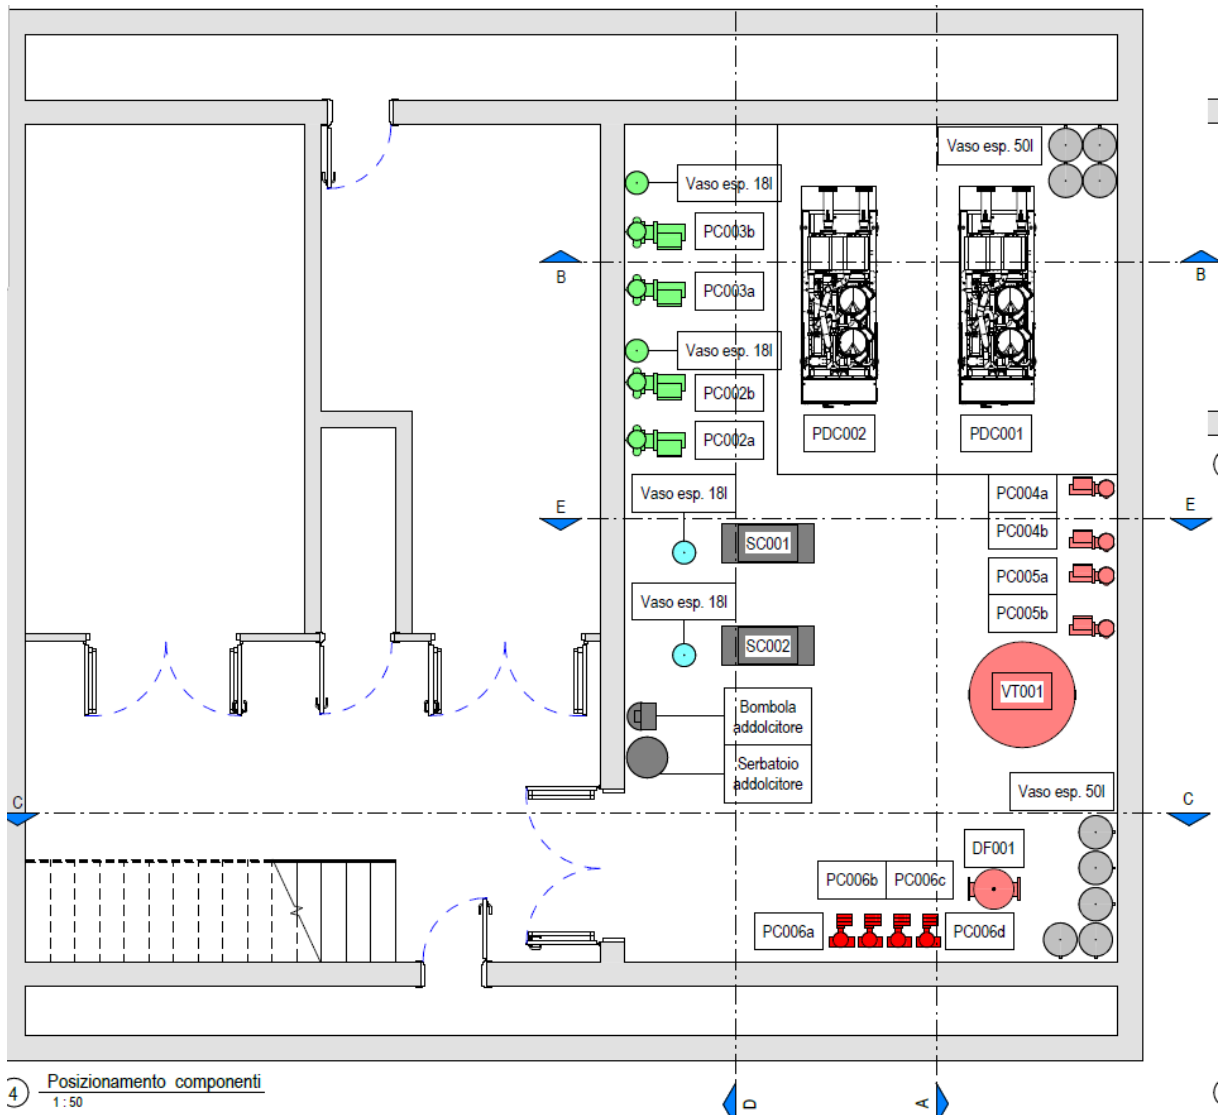 Vaso esp. 50l
Vaso esp. 18l
PC003b
B
B
PC003a
Vaso esp. 18l
PC002b
PC002a
PDC002
PDC001
Vaso esp. 18l
PC004a
E
E
PC004b
SC001
PC005a
Vaso esp. 18l
PC005b
SC002
VT001
Bombola
addolcitore
Serbatoio
addolcitore
Vaso esp. 50l
C
C
DF001
PC006b
PC006c
PC006a
PC006d
4
Posizionamento componenti
1 : 50
D
A